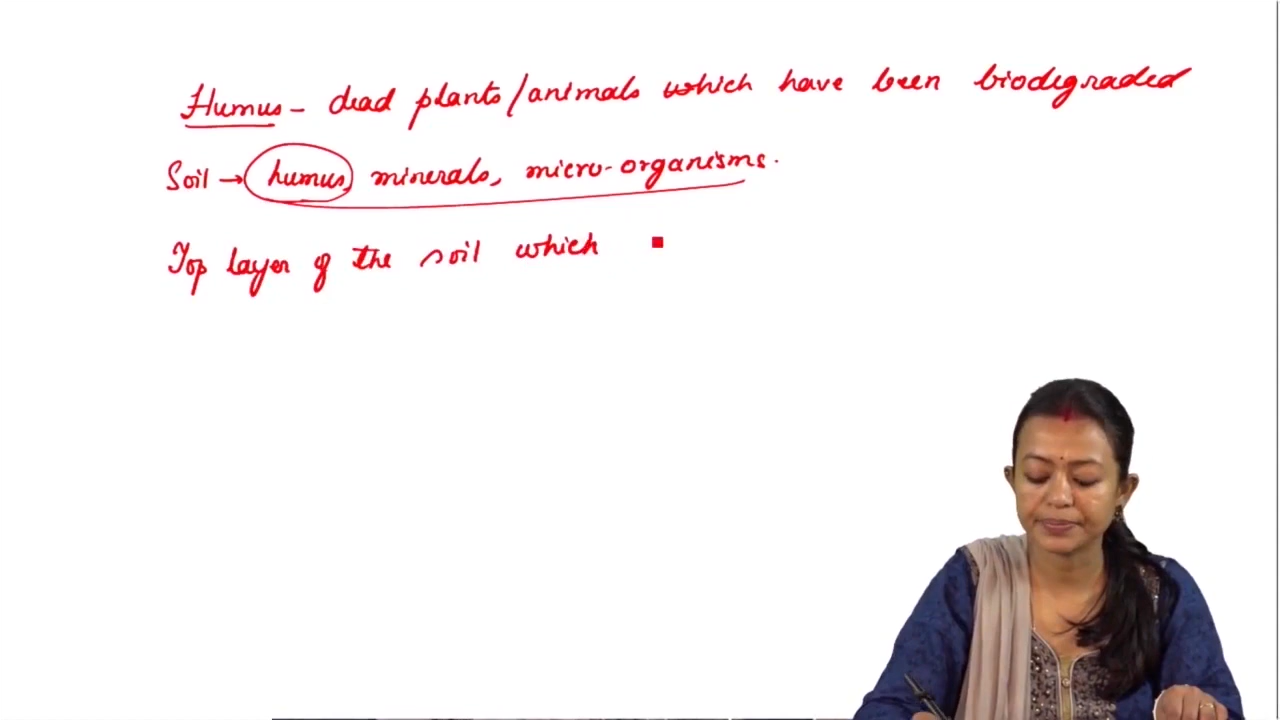 Humus - dead plants/animals which have been biodegraded
Soil → humus, minerals, micro-organisms.
Top layer of the soil which